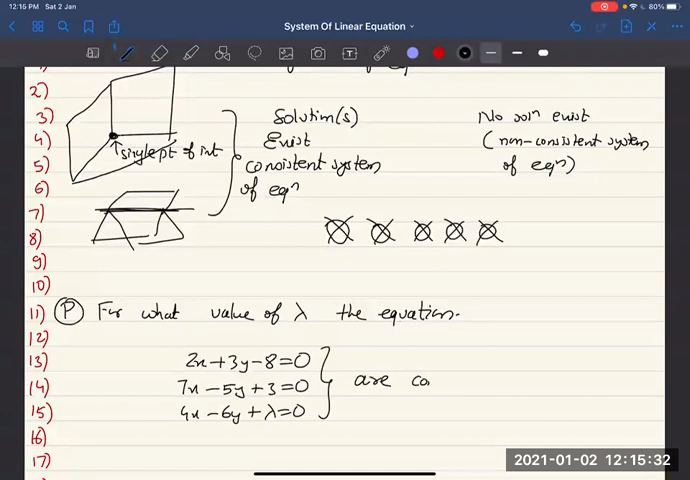 12:15 PM Sat 2 Jan
80%
System Of Linear Equation
2)
3) Solution(s) No soln exist
4) Exist (non-consistent system
single pt of int
5) consistent system of eqn)
6) of eqn
7)
8)
9)
10)
11) (P) For what value of λ the equation.
12)
13) 2x + 3y - 8 = 0
14) 7x - 5y + 3 = 0 are co
15) 4x - 6y + λ = 0
16)
17)
2021-01-02 12:15:32